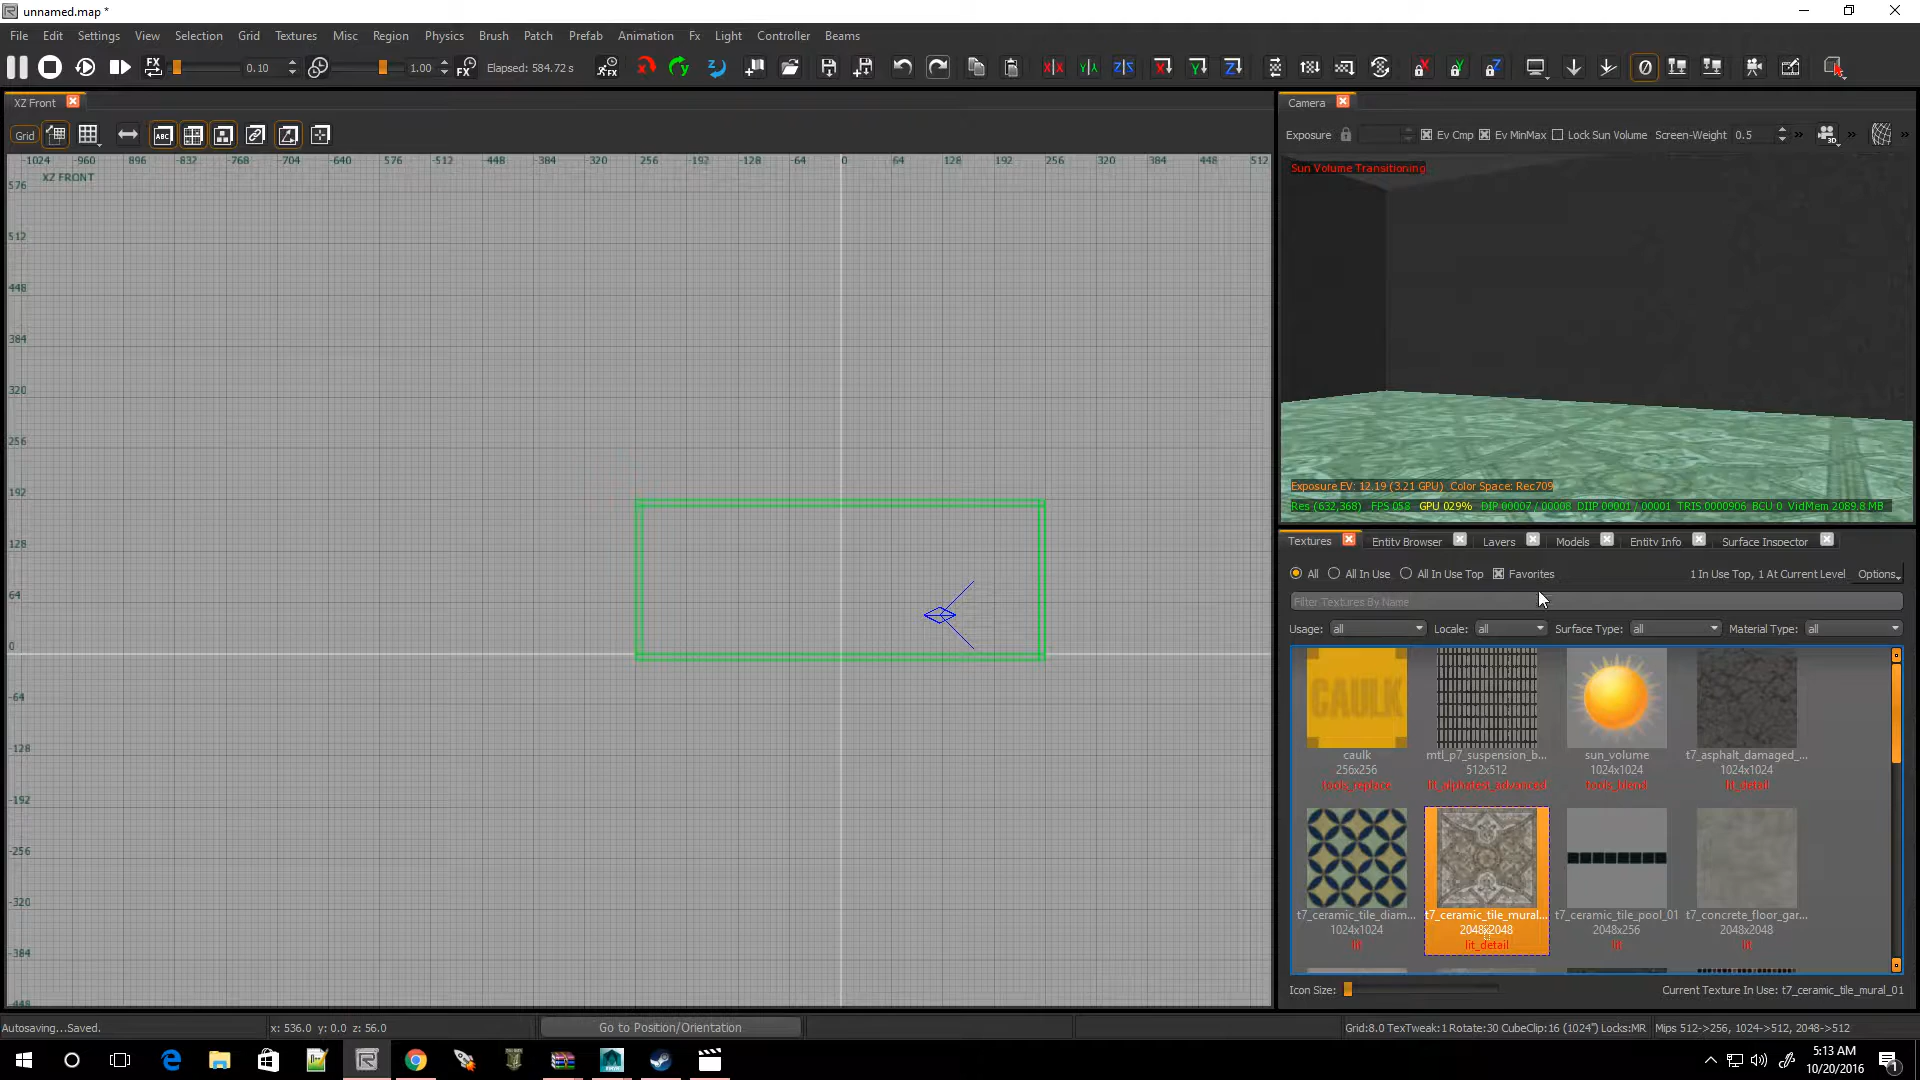 unnamed.map *
File Edit Settings View Selection Grid Textures Misc Region Physics Brush Patch Prefab Animation Fx Light Controller Beams
FX 0.10 1.00 FX Elapsed: 584.72 s
XZ Front
Grid
-1024 -960 896 -832 -768 -704 -640 576 -512 -448 -384 -320 256 -192 -128 -64 0 64 128 192 256 320 384 448 512
XZ FRONT
576
512
448
384
320
256
192
128
64
0
-64
-128
-192
-256
-320
-384
-448
Camera
Exposure Ev Cmp Ev MinMax Lock Sun Volume Screen-Weight 0.5
Sun Volume Transitioning
Exposure EV: 12.19 (3.21 GPU) Color Space: Rec709
Res (632,368) FPS 058 GPU 029% DIP 00007 / 00008 DIIP 00001 / 00001 TRIS 0000906 BCU 0 VidMem 2089.8 MB
Textures Entity Browser Layers Models Entity Info Surface Inspector
All All In Use All In Use Top Favorites 1 In Use Top, 1 At Current Level Options
Filter Textures By Name
Usage: all Locale: all Surface Type: all Material Type: all
CAULK
caulk mtl_p7_suspension_b... sun_volume t7_asphalt_damaged_...
256x256 512x512 1024x1024 1024x1024
tools_replace lit_alphatest_advanced tools_blend lit_detail
t7_ceramic_tile_diam... t7_ceramic_tile_mural... t7_ceramic_tile_pool_01 t7_concrete_floor_gar...
1024x1024 2048x2048 2048x256 2048x2048
lit lit_detail lit lit
Icon Size: Current Texture In Use: t7_ceramic_tile_mural_01
Autosaving...Saved. x: 536.0 y: 0.0 z: 56.0 Go to Position/Orientation Grid:8.0 TexTweak:1 Rotate:30 CubeClip:16 (1024") Locks:MR Mips 512->256, 1024->512, 2048->512
5:13 AM
10/20/2016